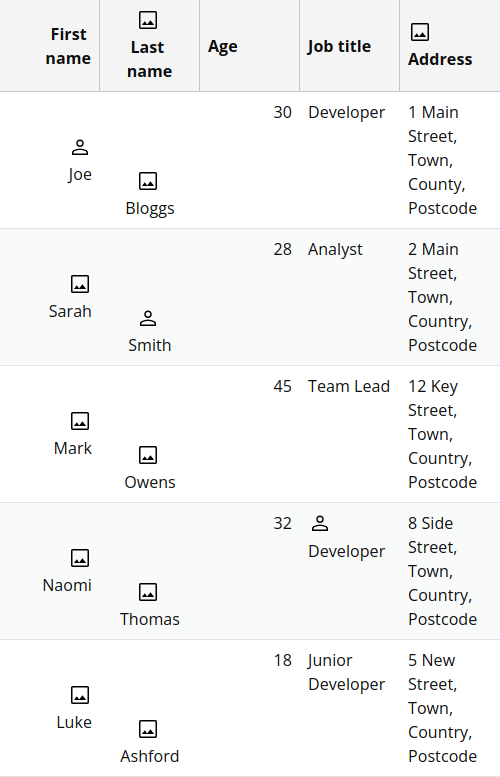 First name
Last name
Age
Job title
Address
Joe
Bloggs
30
Developer
1 Main
Street,
Town,
County,
Postcode
Sarah
Smith
28
Analyst
2 Main
Street,
Town,
Country,
Postcode
Mark
Owens
45
Team Lead
12 Key
Street,
Town,
Country,
Postcode
Naomi
Thomas
32
Developer
8 Side
Street,
Town,
Country,
Postcode
Luke
Ashford
18
Junior
Developer
5 New
Street,
Town,
Country,
Postcode